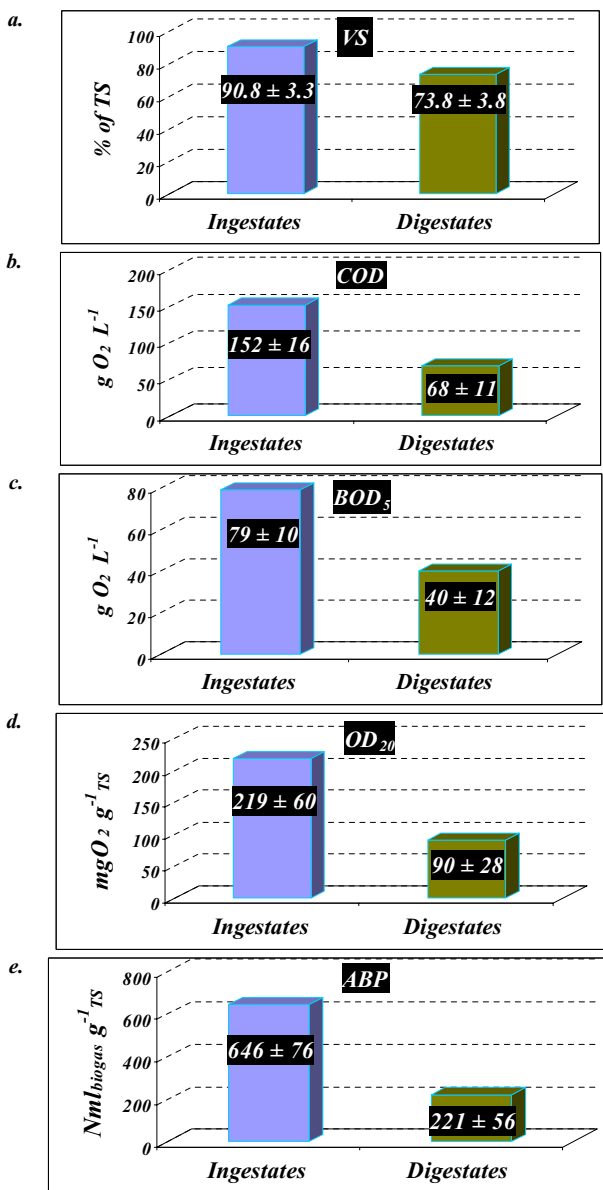 a.
VS
% of TS
100
80
60
40
20
0
90.8 ± 3.3
73.8 ± 3.8
Ingestates Digestates
b.
COD
g O₂ L⁻¹
200
150
100
50
0
152 ± 16
68 ± 11
Ingestates Digestates
c.
BOD₅
g O₂ L⁻¹
80
60
40
20
0
79 ± 10
40 ± 12
Ingestates Digestates
d.
OD₂₀
mgO₂ g⁻¹TS
250
200
150
100
50
0
219 ± 60
90 ± 28
Ingestates Digestates
e.
ABP
Nmlbiogas g⁻¹TS
800
600
400
200
0
646 ± 76
221 ± 56
Ingestates Digestates